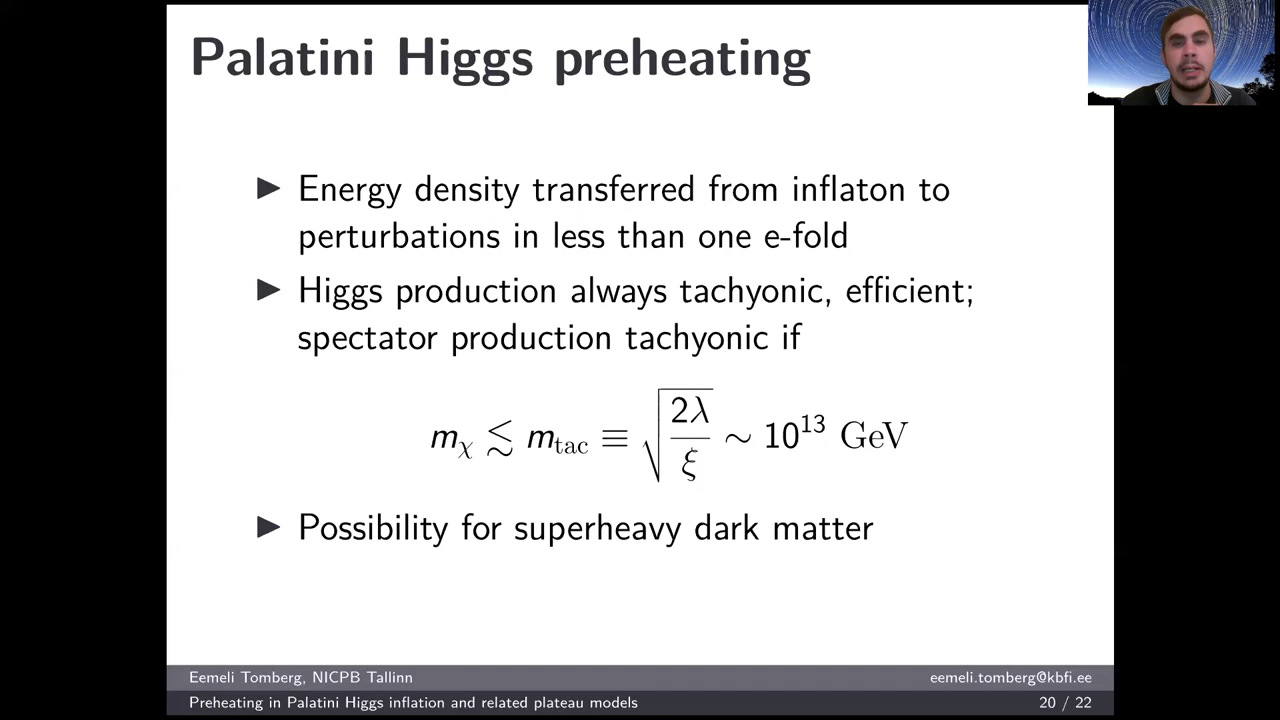 Palatini Higgs preheating
▶ Energy density transferred from inflaton to
perturbations in less than one e-fold
▶ Higgs production always tachyonic, efficient;
spectator production tachyonic if
m_χ ≲ m_tac ≡ √(2λ/ξ) ∼ 10^13 GeV
▶ Possibility for superheavy dark matter
Eemeli Tomberg, NICPB Tallinn eemeli.tomberg@kbfi.ee
Preheating in Palatini Higgs inflation and related plateau models 20 / 22